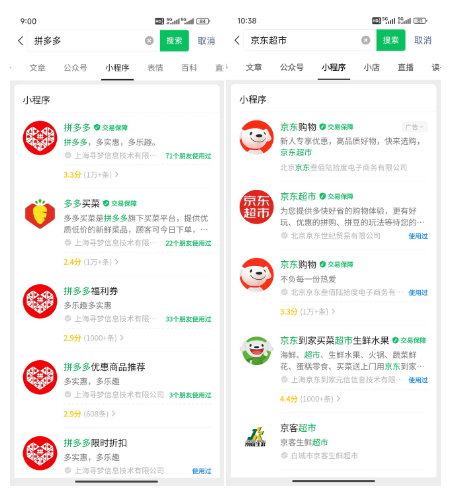 9:00
拼多多
搜索
取消
文章 公众号 小程序 表情 百科
小程序
拼多多 交易保障
拼多多，多实惠，多乐趣。
上海寻梦信息技术有限… 71个朋友使用过
3.3分 (1万+条) >
多多买菜 交易保障
多多买菜是拼多多旗下买菜平台，提供优
质低价的新鲜菜品，顾客可今日下单，…
上海寻梦信息技术有限… 22个朋友使用过
2.4分 (1万+条) >
拼多多福利券
多乐趣多实惠
上海寻梦信息技术有限… 33个朋友使用过
2.9分 (1000+条) >
拼多多优惠商品推荐
多实惠，多乐趣
上海寻梦信息技术有限公司 3个朋友使用过
2.9分 (608条) >
拼多多限时折扣
多实惠，多乐趣
上海寻梦信息技术有限公司 使用过
10:38
京东超市
搜索
取消
文章 公众号 小程序 小店 直播 读
小程序
京东购物 交易保障 广告
新人专享优惠，高品质好物，快来选购，
京东超市
北京京东叁佰陆拾度电子商务有限公司
京东超市
京东超市 交易保障
为您提供多快好省的购物体验，更有好
玩、优惠的拼购、拼豆的玩法等待您的…
北京京东世纪贸易有限公司 使用过
京东购物 交易保障
不负每一份热爱
北京京东叁佰陆拾度电子商务有… 使用过
3.3分 (1万+条) >
京东到家买菜超市生鲜水果 交易保障
海鲜、超市、生鲜水果、火锅、蔬菜鲜
花、蛋糕零食、买菜送上门用京东到家…
上海京东到家元信信息技术有限… 使用过
4.4分 (1000+条) >
京客超市
京客生鲜超市
白城市京客生鲜超市